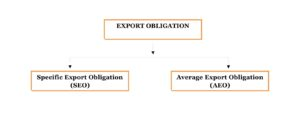 EXPORT OBLIGATION
Specific Export Obligation
(SEO)
Average Export Obligation
(AEO)